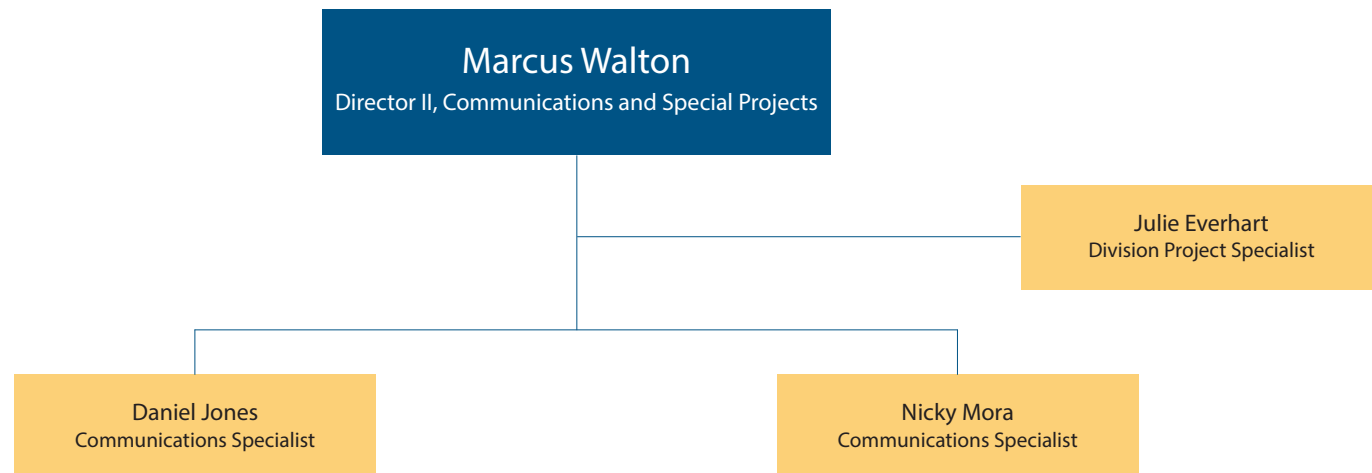 Marcus Walton
Director II, Communications and Special Projects
Julie Everhart
Division Project Specialist
Daniel Jones
Communications Specialist
Nicky Mora
Communications Specialist